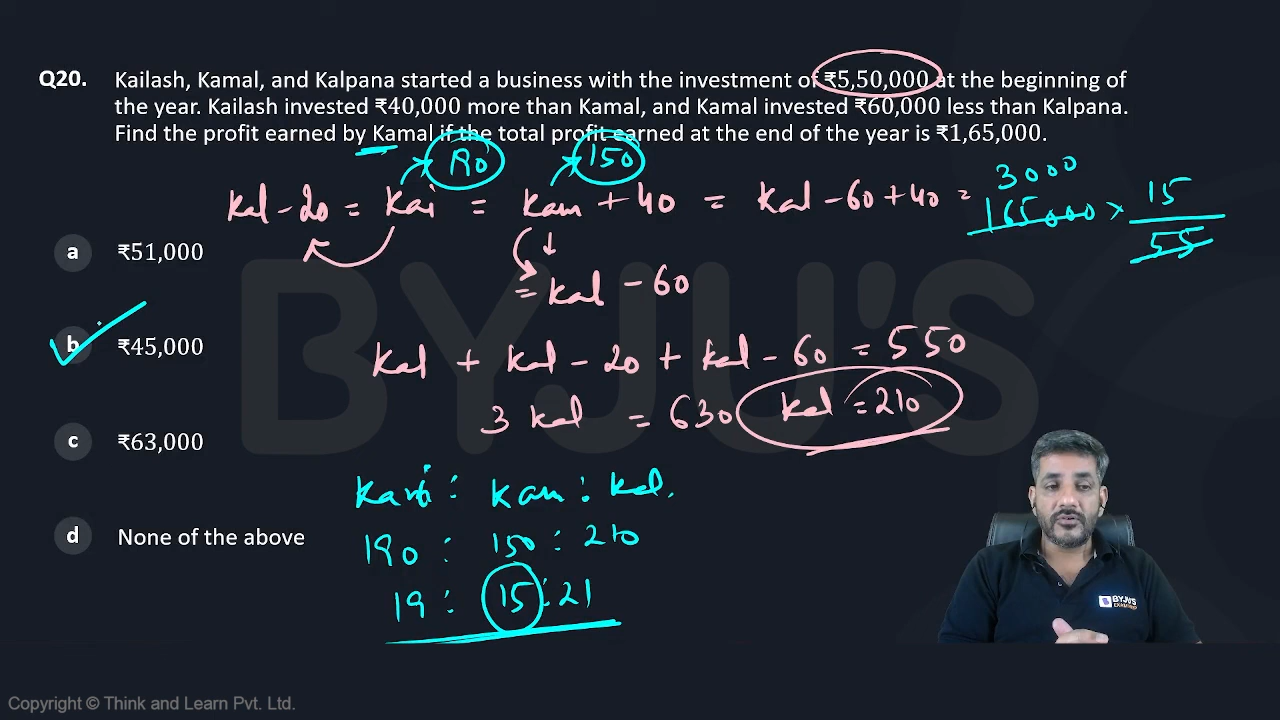 Q20. Kailash, Kamal, and Kalpana started a business with the investment of ₹5,50,000 at the beginning of
the year. Kailash invested ₹40,000 more than Kamal, and Kamal invested ₹60,000 less than Kalpana.
Find the profit earned by Kamal if the total profit earned at the end of the year is ₹1,65,000.
190 150
3000
kal - 20 = kai = kam + 40 = kal - 60 + 40 = 165000 × 15
55
a ₹51,000
= kal - 60
b ₹45,000
kal + kal - 20 + kal - 60 = 550
3 kal = 630 kal = 210
c ₹63,000
: kam : kal.
190 : 150 : 210
d None of the above
19 : 15 : 21
BYJU'S
BYJU'S
Copyright © Think and Learn Pvt. Ltd.